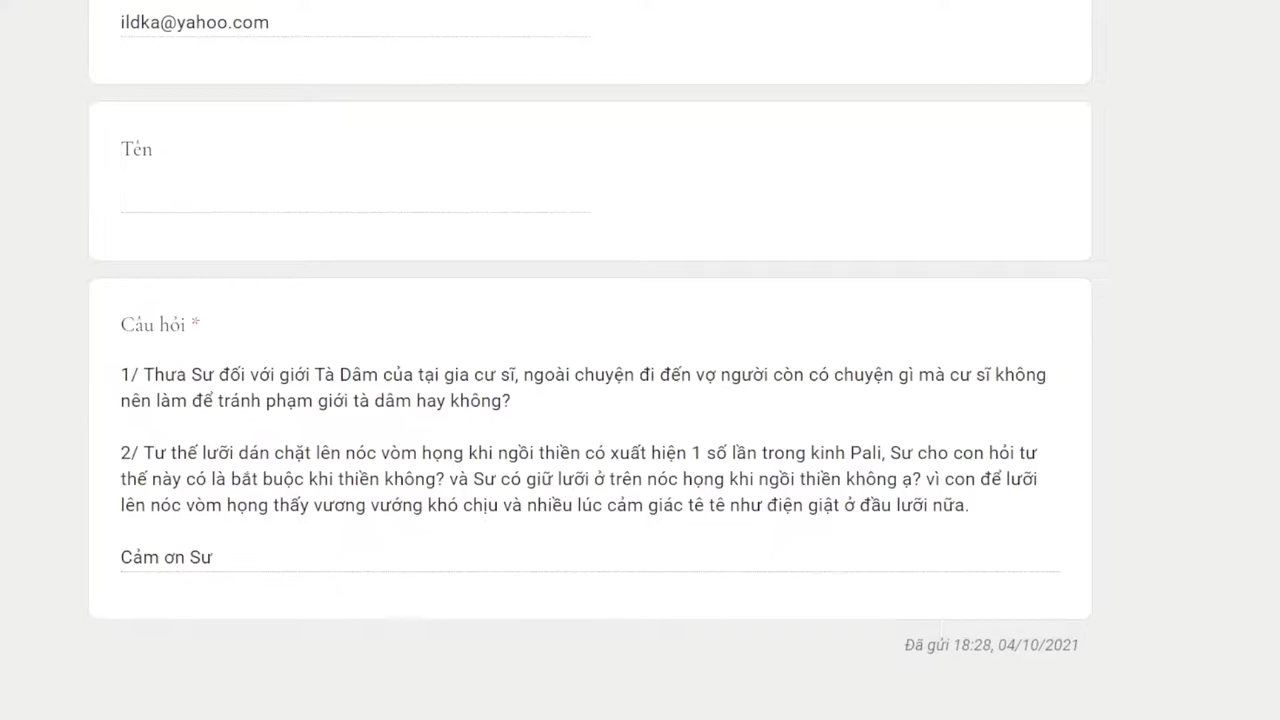 ildka@yahoo.com
Tên
Câu hỏi *
1/ Thưa Sư đối với giới Tà Dâm của tại gia cư sĩ, ngoài chuyện đi đến vợ người còn có chuyện gì mà cư sĩ không
nên làm để tránh phạm giới tà dâm hay không?
2/ Tư thế lưỡi dán chặt lên nóc vòm họng khi ngồi thiền có xuất hiện 1 số lần trong kinh Pali, Sư cho con hỏi tư
thế này có là bắt buộc khi thiền không? và Sư có giữ lưỡi ở trên nóc họng khi ngồi thiền không ạ? vì con để lưỡi
lên nóc vòm họng thấy vương vướng khó chịu và nhiều lúc cảm giác tê tê như điện giật ở đầu lưỡi nữa.
Cảm ơn Sư
Đã gửi 18:28, 04/10/2021